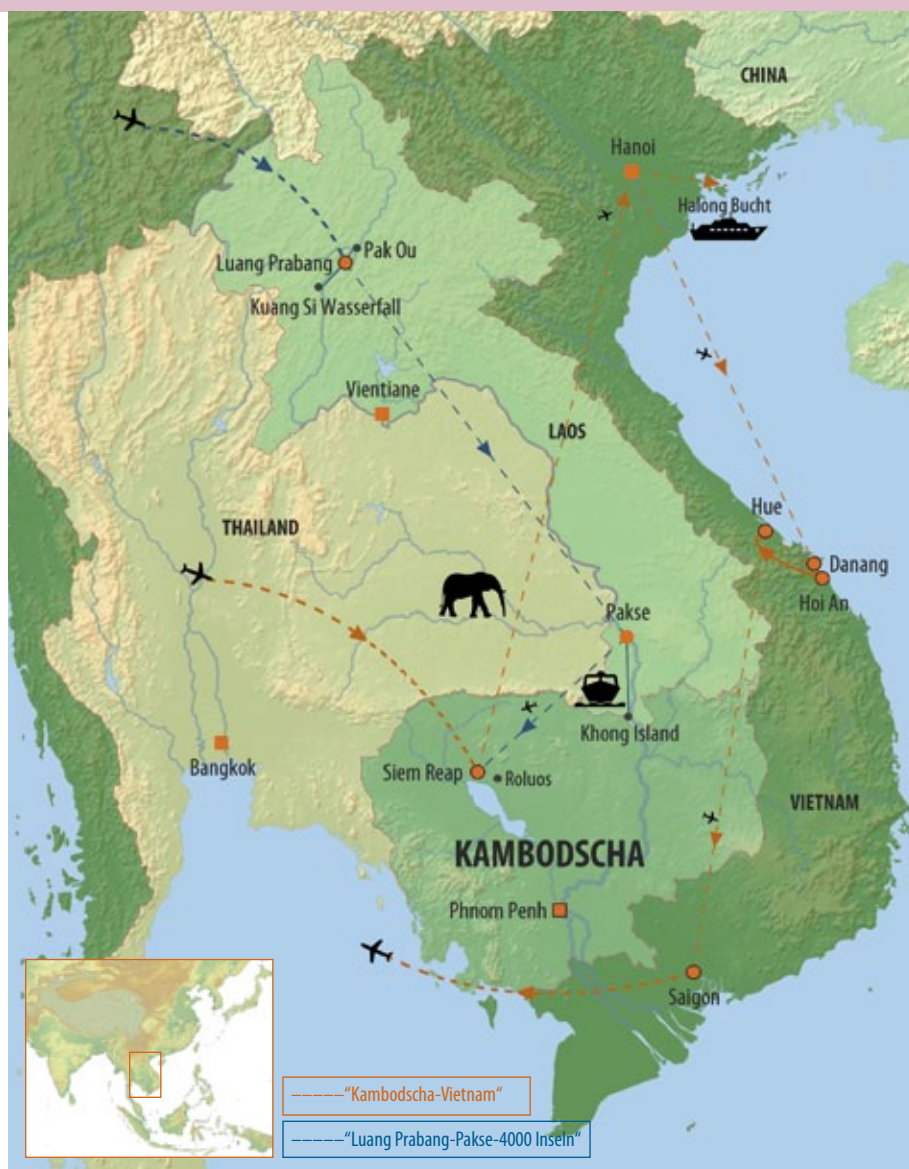 CHINA
Hanoi
Halong Bucht
Pak Ou
Luang Prabang
Kuang Si Wasserfall
Vientiane
LAOS
THAILAND
Hue
Danang
Hoi An
Pakse
Khong Island
Bangkok
Siem Reap
Roluos
VIETNAM
KAMBODSCHA
Phnom Penh
Saigon
-----"Kambodscha-Vietnam"
-----"Luang Prabang-Pakse-4000 Inseln"